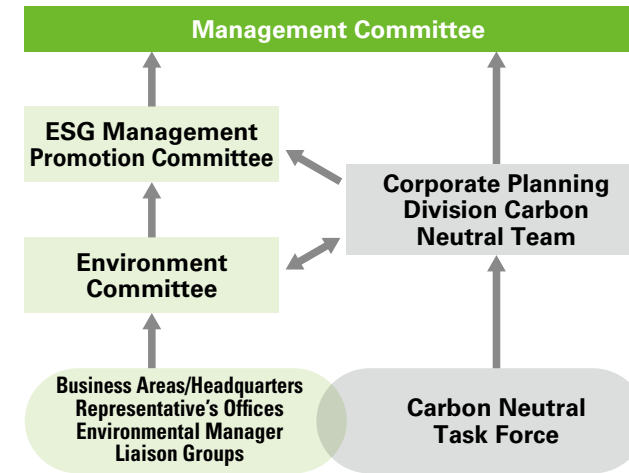 Management Committee
ESG Management
Promotion Committee
Corporate Planning
Division Carbon
Neutral Team
Environment
Committee
Business Areas/Headquarters
Representative's Offices
Environmental Manager
Liaison Groups
Carbon Neutral
Task Force